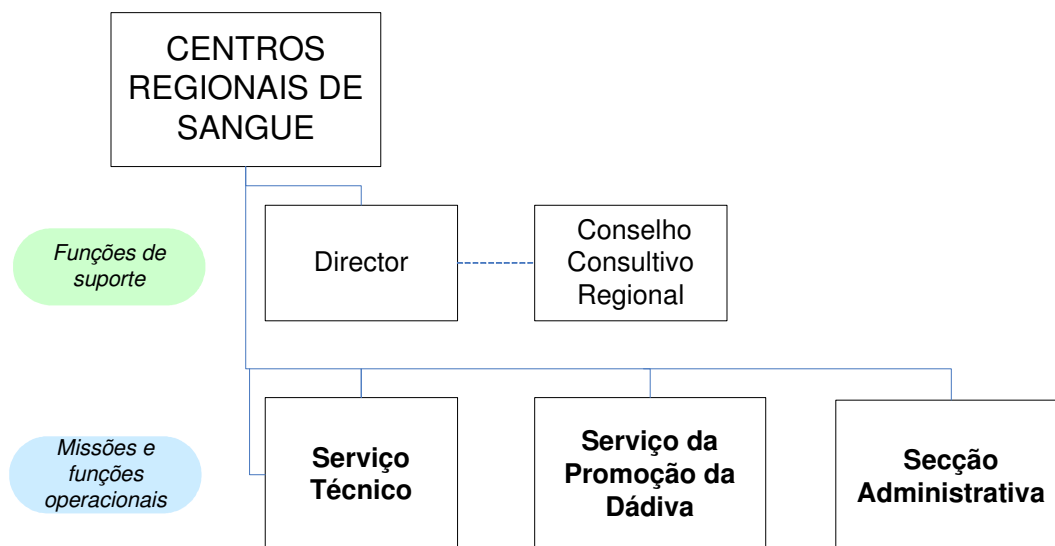 CENTROS
REGIONAIS DE
SANGUE
Funções de
suporte
Director
Conselho
Consultivo
Regional
Missões e
funções
operacionais
Serviço
Técnico
Serviço da
Promoção da
Dádiva
Secção
Administrativa